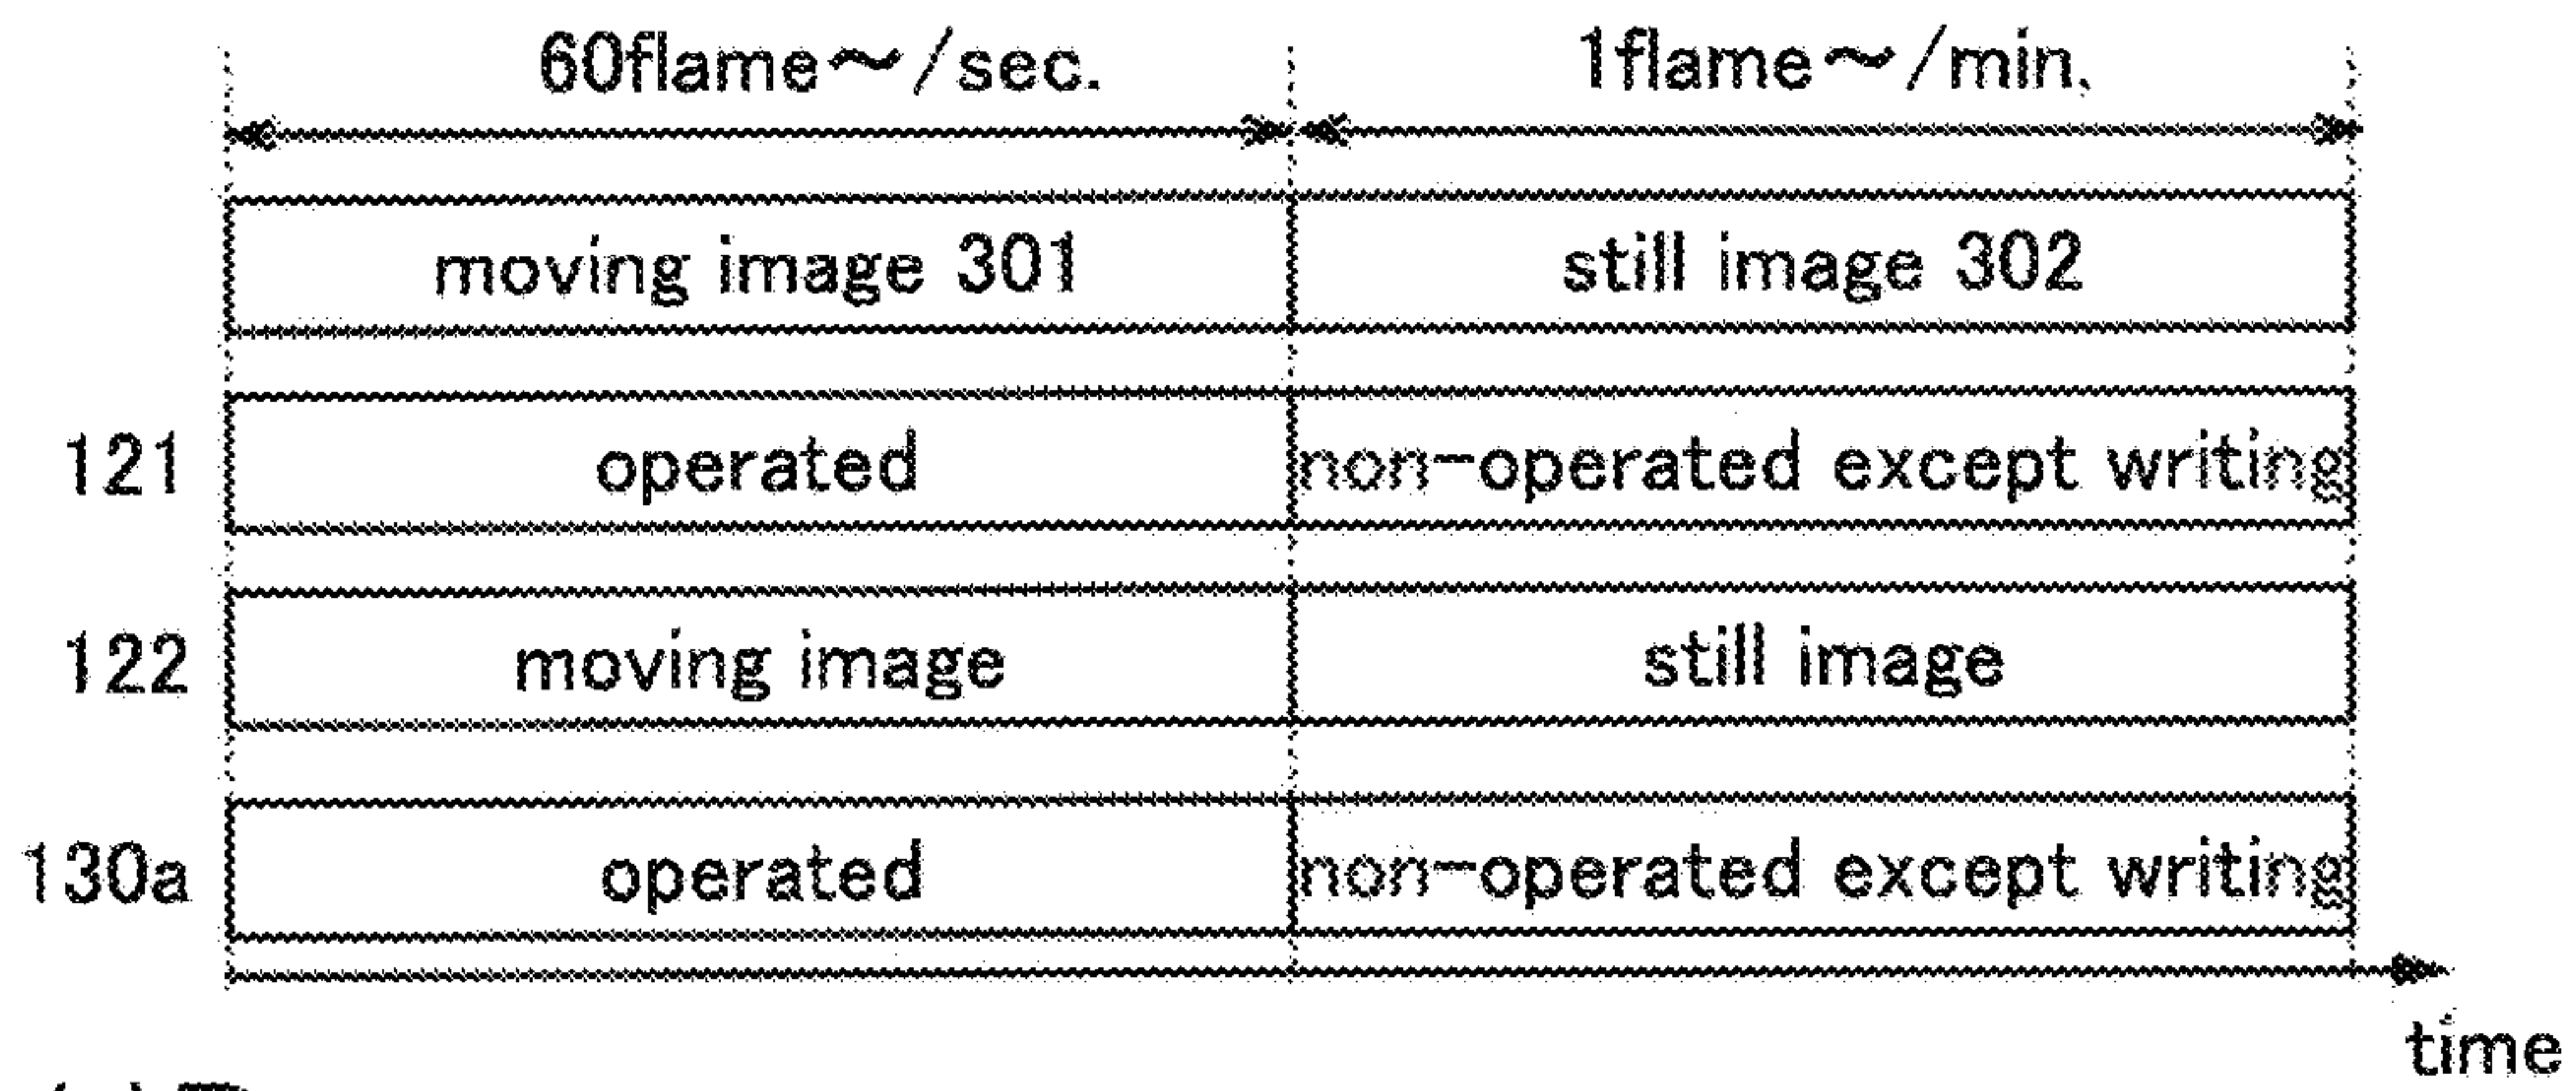 60flame～/sec. 1flame～/min.
moving image 301 still image 302
121 operated non-operated except writing
122 moving image still image
130a operated non-operated except writing
time